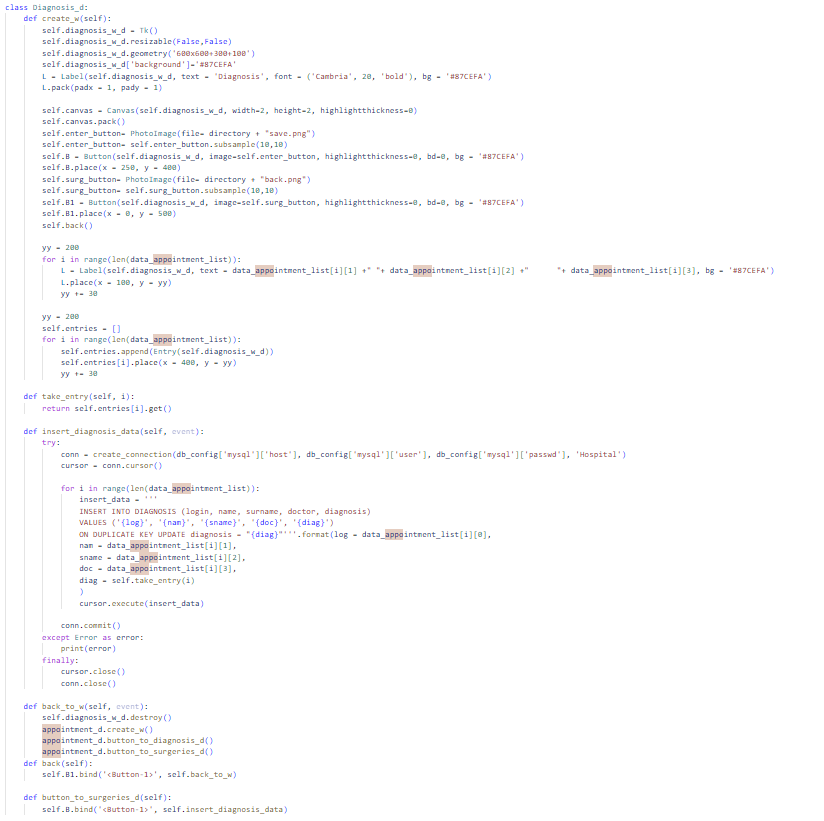 class Diagnosis_d:
    def create_w(self):
        self.diagnosis_w_d = Tk()
        self.diagnosis_w_d.resizable(False,False)
        self.diagnosis_w_d.geometry('600x600+300+100')
        self.diagnosis_w_d['background']='#87CEFA'
        L = Label(self.diagnosis_w_d, text = 'Diagnosis', font = ('Cambria', 20, 'bold'), bg = '#87CEFA')
        L.pack(padx = 1, pady = 1)

        self.canvas = Canvas(self.diagnosis_w_d, width=2, height=2, highlightthickness=0)
        self.canvas.pack()
        self.enter_button= PhotoImage(file= directory + "save.png")
        self.enter_button= self.enter_button.subsample(10,10)
        self.B = Button(self.diagnosis_w_d, image=self.enter_button, highlightthickness=0, bd=0, bg = '#87CEFA')
        self.B.place(x = 250, y = 400)
        self.surg_button= PhotoImage(file= directory + "back.png")
        self.surg_button= self.surg_button.subsample(10,10)
        self.B1 = Button(self.diagnosis_w_d, image=self.surg_button, highlightthickness=0, bd=0, bg = '#87CEFA')
        self.B1.place(x = 0, y = 500)
        self.back()

        yy = 200
        for i in range(len(data_appointment_list)):
            L = Label(self.diagnosis_w_d, text = data_appointment_list[i][1] +" "+ data_appointment_list[i][2] +"      "+ data_appointment_list[i][3], bg = '#87CEFA')
            L.place(x = 100, y = yy)
            yy += 30

        yy = 200
        self.entries = []
        for i in range(len(data_appointment_list)):
            self.entries.append(Entry(self.diagnosis_w_d))
            self.entries[i].place(x = 400, y = yy)
            yy += 30

    def take_entry(self, i):
        return self.entries[i].get()

    def insert_diagnosis_data(self, event):
        try:
            conn = create_connection(db_config['mysql']['host'], db_config['mysql']['user'], db_config['mysql']['passwd'], 'Hospital')
            cursor = conn.cursor()

            for i in range(len(data_appointment_list)):
                insert_data = '''
                INSERT INTO DIAGNOSIS (login, name, surname, doctor, diagnosis)
                VALUES ('{log}', '{nam}', '{sname}', '{doc}', '{diag}')
                ON DUPLICATE KEY UPDATE diagnosis = "{diag}"'''.format(log = data_appointment_list[i][0],
                nam = data_appointment_list[i][1],
                sname = data_appointment_list[i][2],
                doc = data_appointment_list[i][3],
                diag = self.take_entry(i)
                )
                cursor.execute(insert_data)

            conn.commit()
        except Error as error:
            print(error)
        finally:
            cursor.close()
            conn.close()

    def back_to_w(self, event):
        self.diagnosis_w_d.destroy()
        appointment_d.create_w()
        appointment_d.button_to_diagnosis_d()
        appointment_d.button_to_surgeries_d()
    def back(self):
        self.B1.bind('<Button-1>', self.back_to_w)

    def button_to_surgeries_d(self):
        self.B.bind('<Button-1>', self.insert_diagnosis_data)